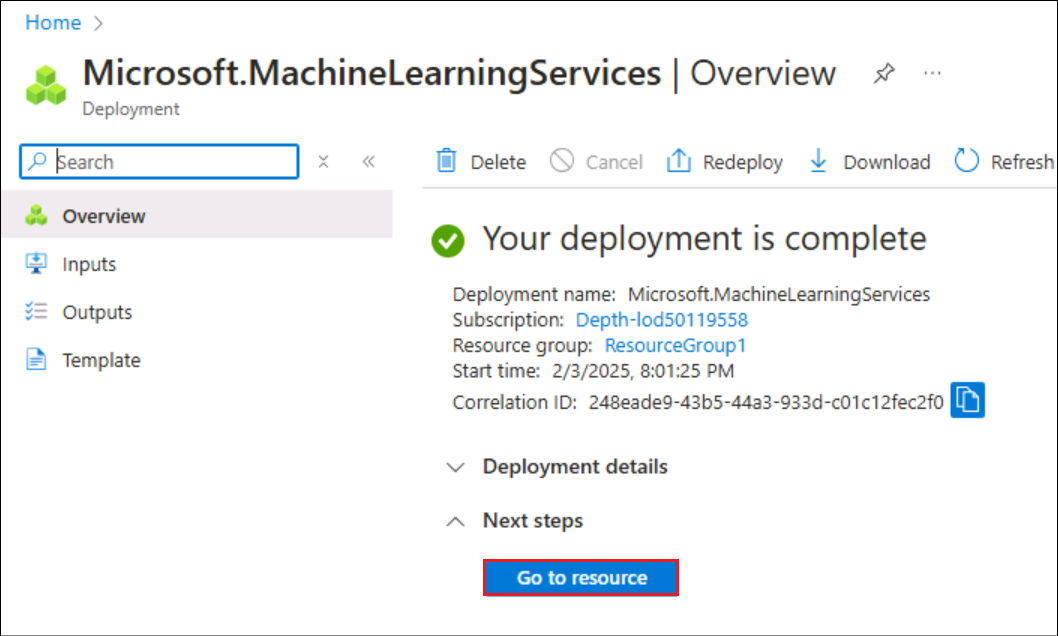 Home >
Microsoft.MachineLearningServices | Overview ...
Deployment
Search
Overview
Inputs
Outputs
Template
Delete Cancel Redeploy Download Refresh
Your deployment is complete
Deployment name: Microsoft.MachineLearningServices
Subscription: Depth-lod50119558
Resource group: ResourceGroup1
Start time: 2/3/2025, 8:01:25 PM
Correlation ID: 248eade9-43b5-44a3-933d-c01c12fec2f0
Deployment details
Next steps
Go to resource